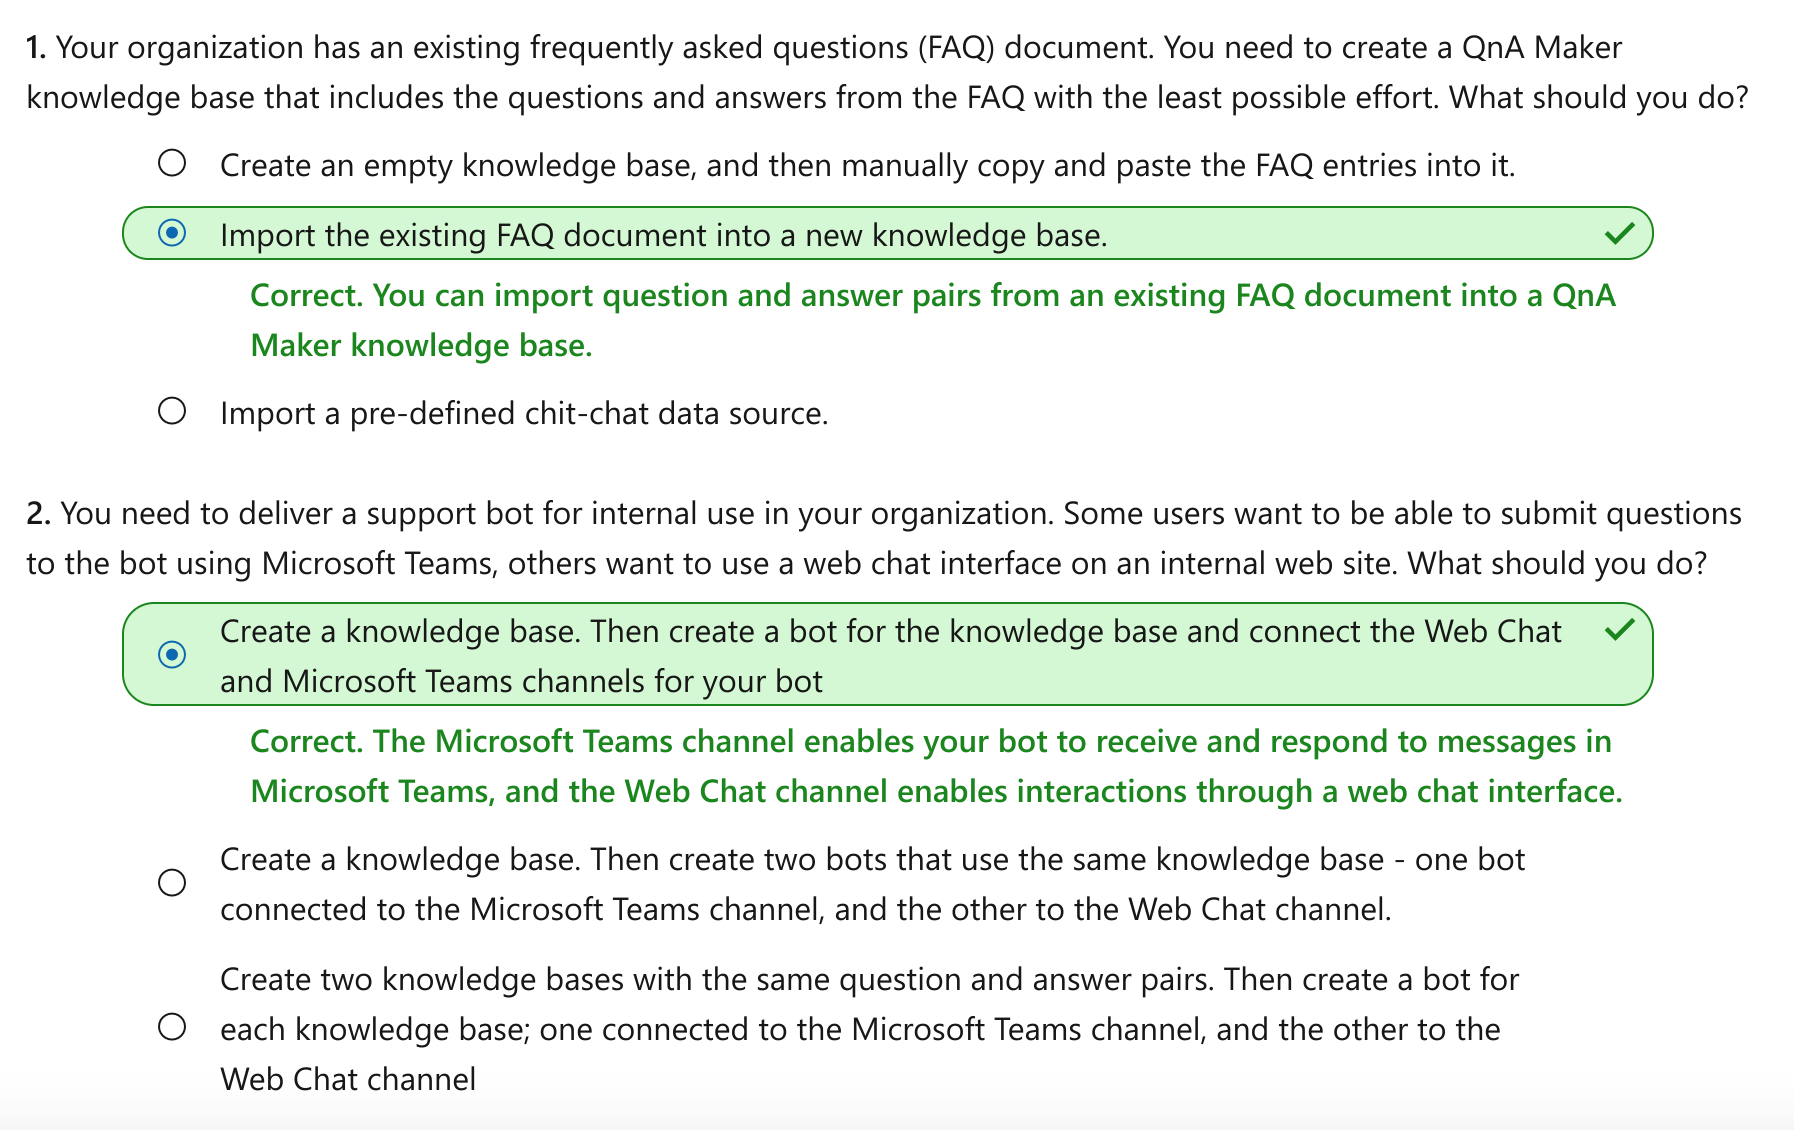 1. Your organization has an existing frequently asked questions (FAQ) document. You need to create a QnA Maker
knowledge base that includes the questions and answers from the FAQ with the least possible effort. What should you do?
Create an empty knowledge base, and then manually copy and paste the FAQ entries into it.
Import the existing FAQ document into a new knowledge base.
Correct. You can import question and answer pairs from an existing FAQ document into a QnA
Maker knowledge base.
Import a pre-defined chit-chat data source.
2. You need to deliver a support bot for internal use in your organization. Some users want to be able to submit questions
to the bot using Microsoft Teams, others want to use a web chat interface on an internal web site. What should you do?
Create a knowledge base. Then create a bot for the knowledge base and connect the Web Chat
and Microsoft Teams channels for your bot
Correct. The Microsoft Teams channel enables your bot to receive and respond to messages in
Microsoft Teams, and the Web Chat channel enables interactions through a web chat interface.
Create a knowledge base. Then create two bots that use the same knowledge base - one bot
connected to the Microsoft Teams channel, and the other to the Web Chat channel.
Create two knowledge bases with the same question and answer pairs. Then create a bot for
each knowledge base; one connected to the Microsoft Teams channel, and the other to the
Web Chat channel